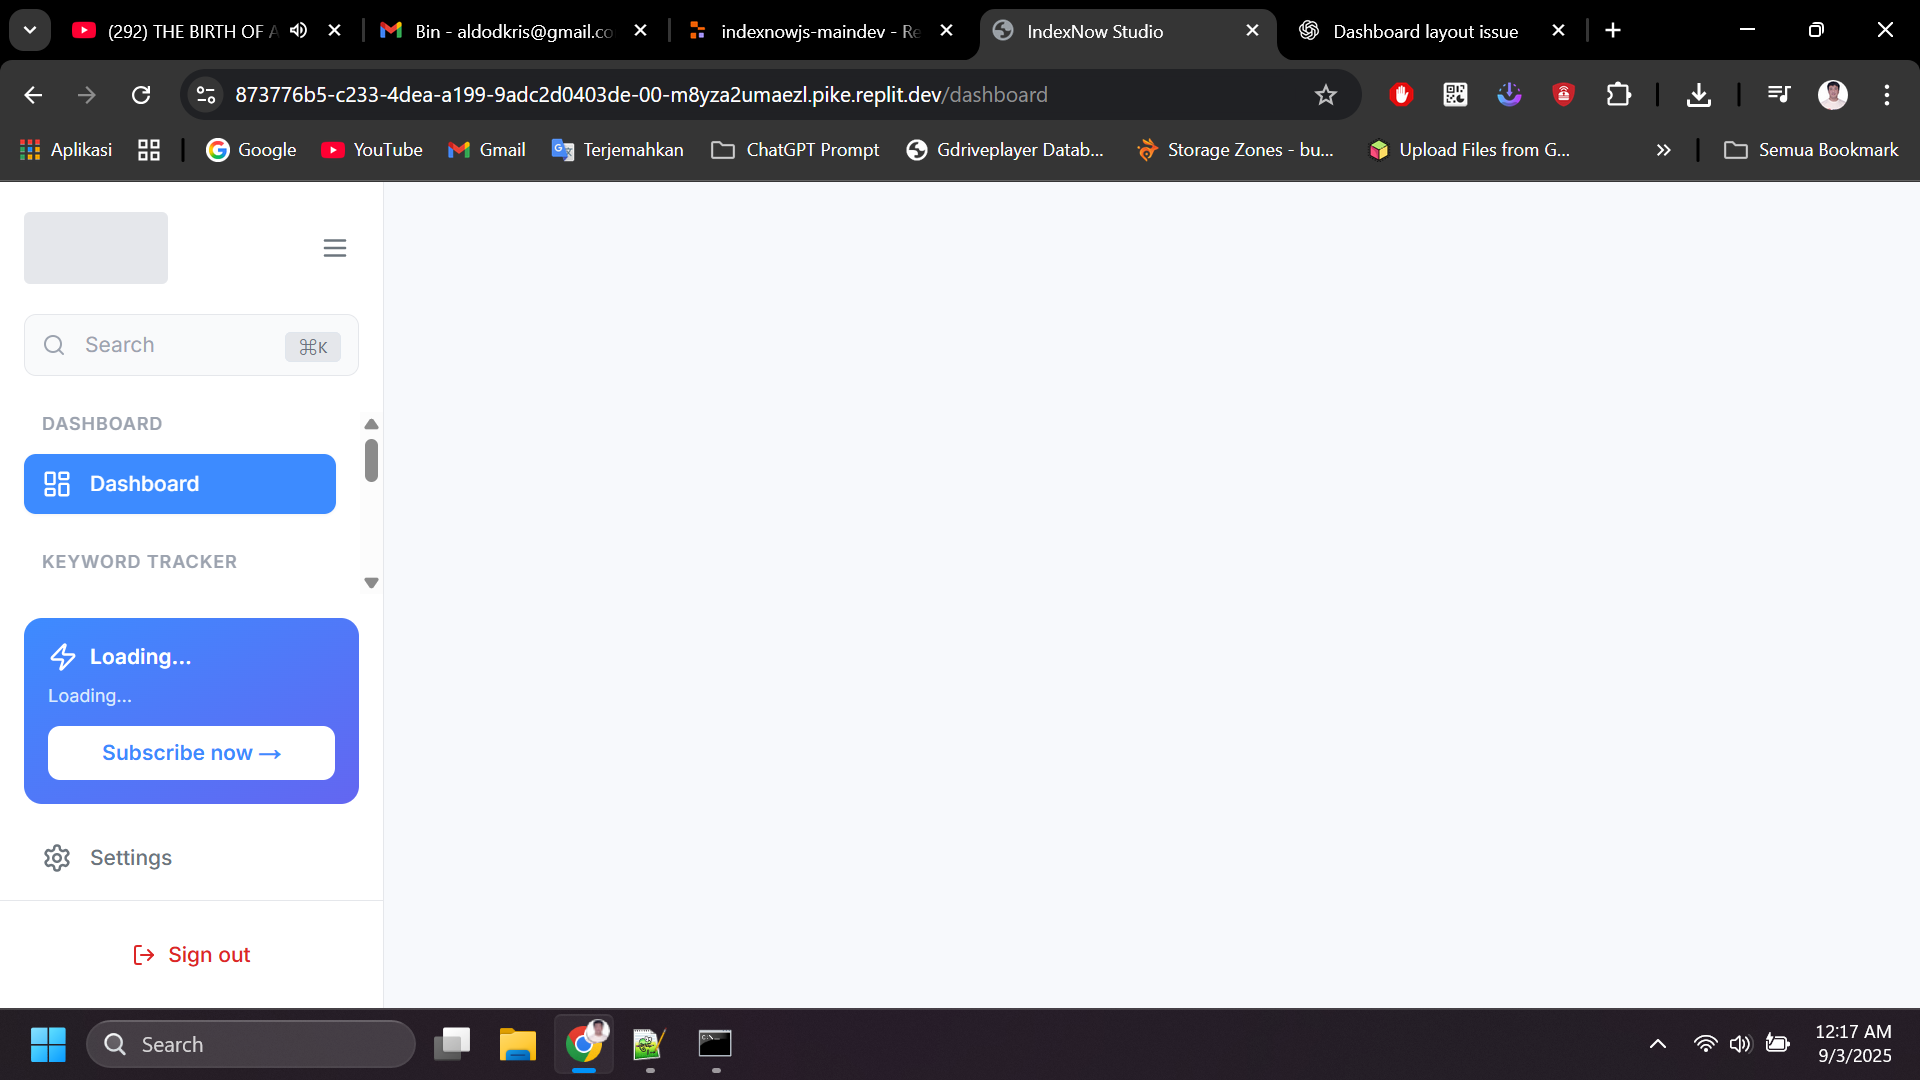 (292) THE BIRTH OF A
Bin - aldodkris@gmail.co
indexnowjs-maindev - Re
IndexNow Studio
Dashboard layout issue
873776b5-c233-4dea-a199-9adc2d0403de-00-m8yza2umaezl.pike.replit.dev/dashboard
Aplikasi
Google
YouTube
Gmail
Terjemahkan
ChatGPT Prompt
Gdriveplayer Datab...
Storage Zones - bu...
Upload Files from G...
Semua Bookmark
Search
⌘K
DASHBOARD
Dashboard
KEYWORD TRACKER
Loading...
Loading...
Subscribe now →
Settings
Sign out
Search
12:17 AM
9/3/2025